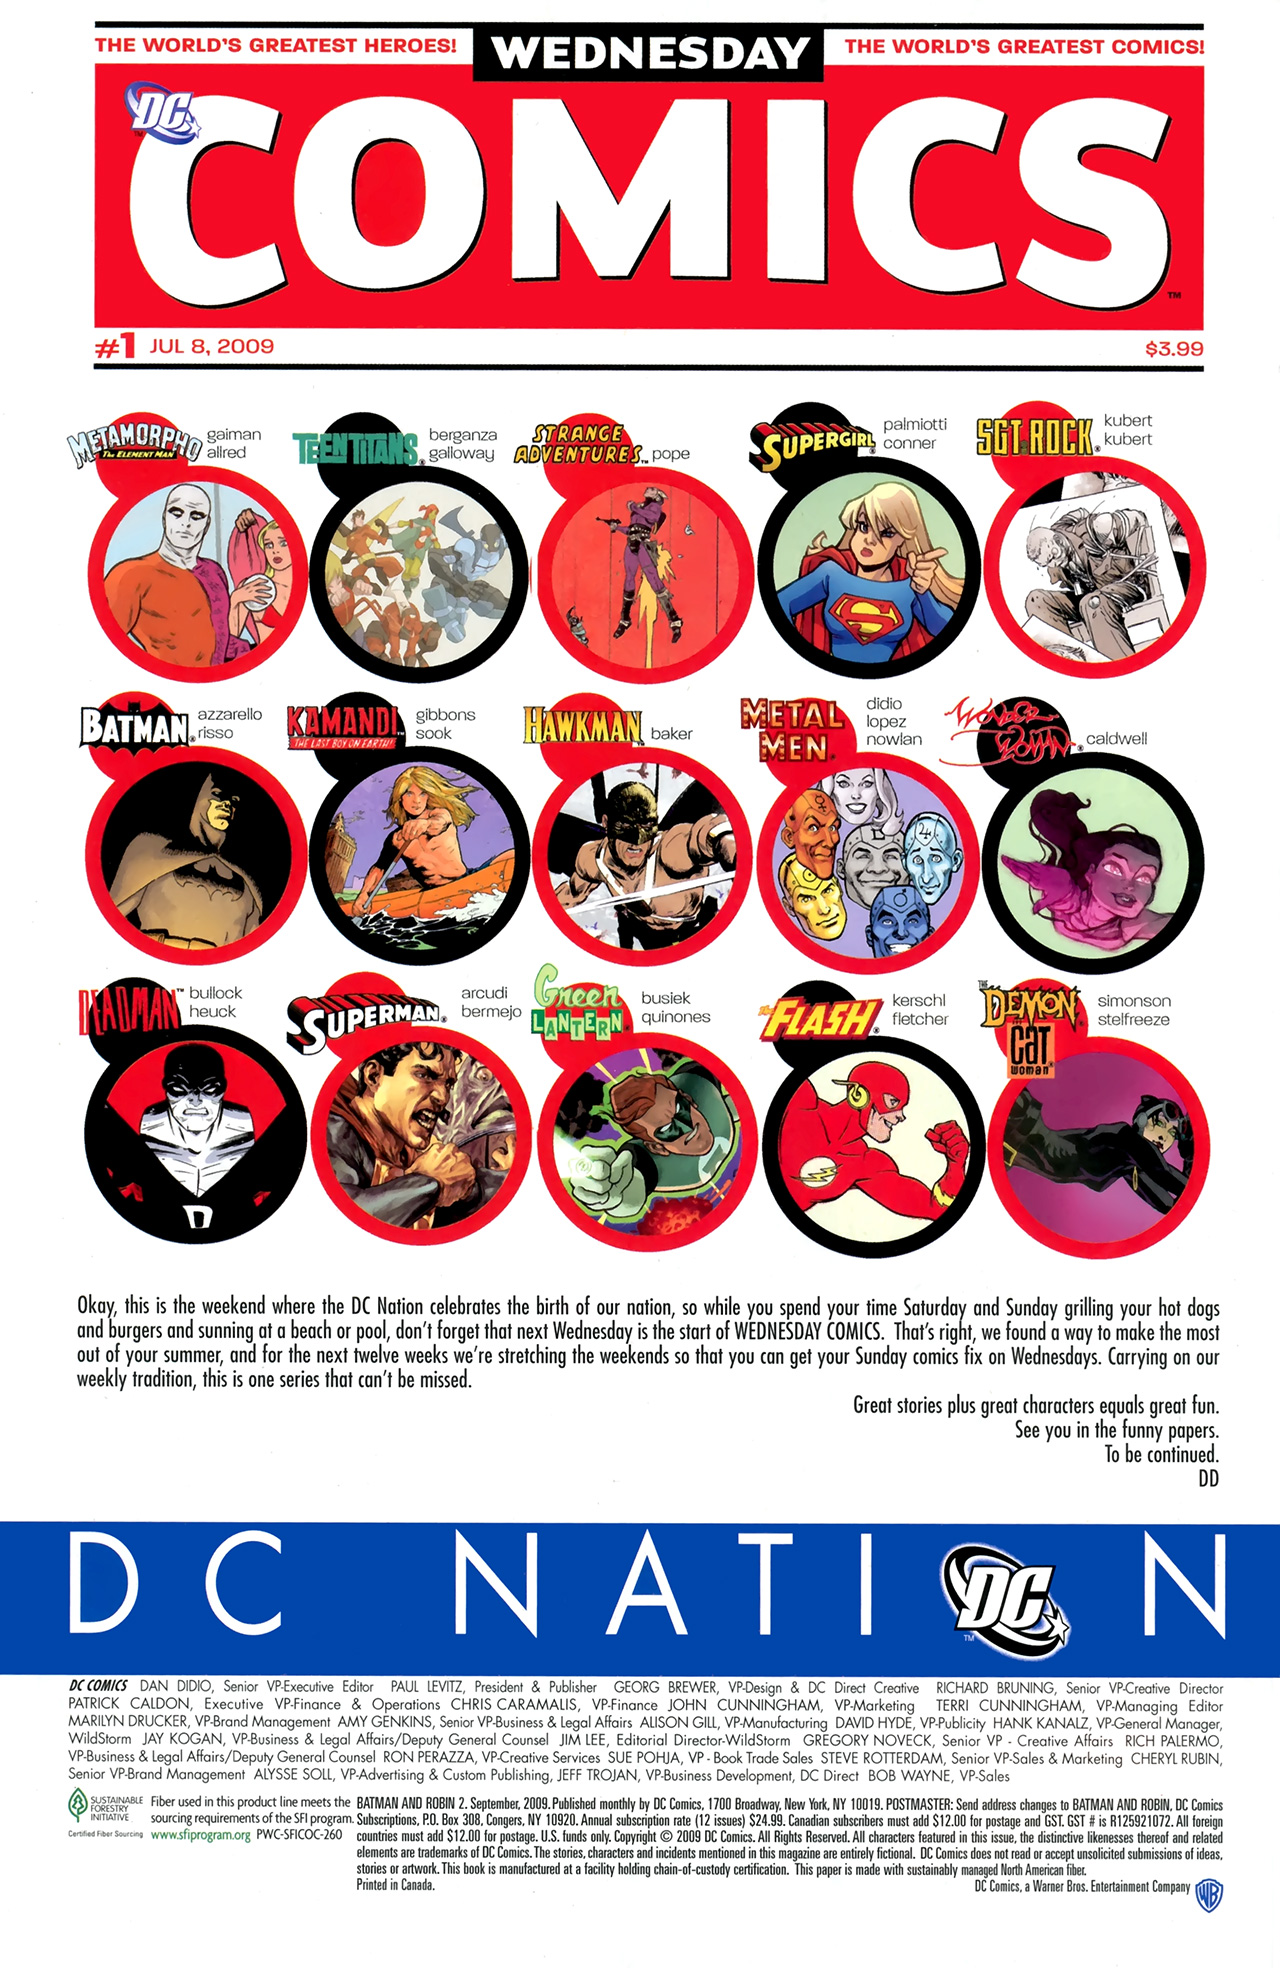 THE WORLD'S GREATEST HEROES!
WEDNESDAY
THE WORLD'S GREATEST COMICS!
DC
COMICS™
#1 JUL 8, 2009
$3.99
METAMORPHO
The ELEMENT MAN
gaiman
allred
TEEN TITANS®
berganza
galloway
STRANGE
ADVENTURES™
pope
SUPERGIRL®
palmiotti
conner
SGT. ROCK®
kubert
kubert
BATMAN®
azzarello
risso
KAMANDI
THE LAST BOY ON EARTH!
gibbons
sook
HAWKMAN
baker
METAL
MEN®
didio
lopez
nowlan
WONDER
WOMAN®
caldwell
DEADMAN™
bullock
heuck
SUPERMAN®
arcudi
bermejo
Green
LANTERN®
busiek
quinones
The FLASH®
kerschl
fletcher
THE DEMON®
CAT
woman®
simonson
stelfreeze
D
Okay, this is the weekend where the DC Nation celebrates the birth of our nation, so while you spend your time Saturday and Sunday grilling your hot dogs
and burgers and sunning at a beach or pool, don't forget that next Wednesday is the start of WEDNESDAY COMICS. That's right, we found a way to make the most
out of your summer, and for the next twelve weeks we're stretching the weekends so that you can get your Sunday comics fix on Wednesdays. Carrying on our
weekly tradition, this is one series that can't be missed.
Great stories plus great characters equals great fun.
See you in the funny papers.
To be continued.
DD
DC NATI DC N
™
DC COMICS DAN DIDIO, Senior VP-Executive Editor PAUL LEVITZ, President & Publisher GEORG BREWER, VP-Design & DC Direct Creative RICHARD BRUNING, Senior VP-Creative Director
PATRICK CALDON, Executive VP-Finance & Operations CHRIS CARAMALIS, VP-Finance JOHN CUNNINGHAM, VP-Marketing TERRI CUNNINGHAM, VP-Managing Editor
MARILYN DRUCKER, VP-Brand Management AMY GENKINS, Senior VP-Business & Legal Affairs ALISON GILL, VP-Manufacturing DAVID HYDE, VP-Publicity HANK KANALZ, VP-General Manager,
WildStorm JAY KOGAN, VP-Business & Legal Affairs/Deputy General Counsel JIM LEE, Editorial Director-WildStorm GREGORY NOVECK, Senior VP - Creative Affairs RICH PALERMO,
VP-Business & Legal Affairs/Deputy General Counsel RON PERAZZA, VP-Creative Services SUE POHJA, VP - Book Trade Sales STEVE ROTTERDAM, Senior VP-Sales & Marketing CHERYL RUBIN,
Senior VP-Brand Management ALYSSE SOLL, VP-Advertising & Custom Publishing, JEFF TROJAN, VP-Business Development, DC Direct BOB WAYNE, VP-Sales
SUSTAINABLE
FORESTRY
INITIATIVE
Certified Fiber Sourcing
Fiber used in this product line meets the
sourcing requirements of the SFI program.
www.sfiprogram.org PWC-SFICOC-260
BATMAN AND ROBIN 2. September, 2009. Published monthly by DC Comics, 1700 Broadway, New York, NY 10019. POSTMASTER: Send address changes to BATMAN AND ROBIN, DC Comics
Subscriptions, P.O. Box 308, Congers, NY 10920. Annual subscription rate (12 issues) $24.99. Canadian subscribers must add $12.00 for postage and GST. GST # is R125921072. All foreign
countries must add $12.00 for postage. U.S. funds only. Copyright © 2009 DC Comics. All Rights Reserved. All characters featured in this issue, the distinctive likenesses thereof and related
elements are trademarks of DC Comics. The stories, characters and incidents mentioned in this magazine are entirely fictional. DC Comics does not read or accept unsolicited submissions of ideas,
stories or artwork. This book is manufactured at a facility holding chain-of-custody certification. This paper is made with sustainably managed North American fiber.
Printed in Canada.
DC Comics, a Warner Bros. Entertainment Company
WB